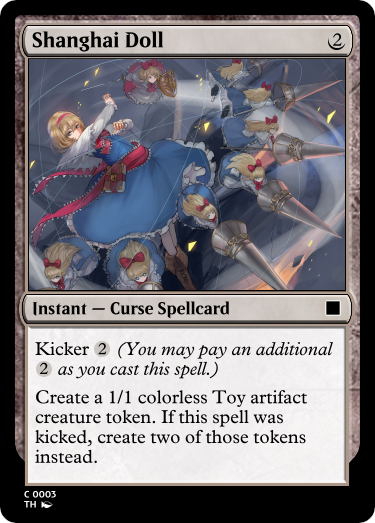 Shanghai Doll 2
Instant — Curse Spellcard
Kicker 2 (You may pay an additional
2 as you cast this spell.)
Create a 1/1 colorless Toy artifact
creature token. If this spell was
kicked, create two of those tokens
instead.
C 0003
TH